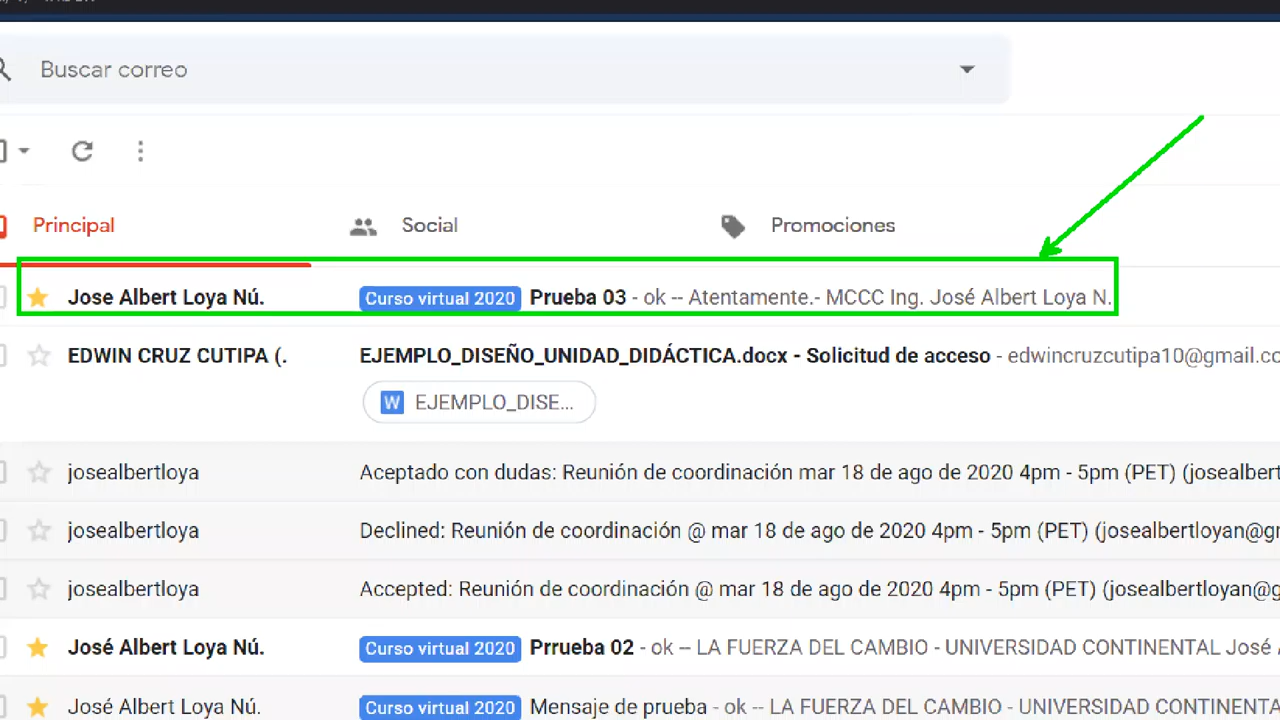 Buscar correo
Principal Social Promociones
Jose Albert Loya Nú. Curso virtual 2020 Prueba 03 - ok -- Atentamente.- MCCC Ing. José Albert Loya N.
EDWIN CRUZ CUTIPA (. EJEMPLO_DISEÑO_UNIDAD_DIDÁCTICA.docx - Solicitud de acceso - edwincruzcutipa10@gmail.co
W EJEMPLO_DISE...
josealbertloya Aceptado con dudas: Reunión de coordinación mar 18 de ago de 2020 4pm - 5pm (PET) (josealbert
josealbertloya Declined: Reunión de coordinación @ mar 18 de ago de 2020 4pm - 5pm (PET) (josealbertloyan@gr
josealbertloya Accepted: Reunión de coordinación @ mar 18 de ago de 2020 4pm - 5pm (PET) (josealbertloyan@g
José Albert Loya Nú. Curso virtual 2020 Prrueba 02 - ok -- LA FUERZA DEL CAMBIO - UNIVERSIDAD CONTINENTAL José
José Albert Loya Nú. Curso virtual 2020 Mensaje de prueba - ok -- LA FUERZA DEL CAMBIO - UNIVERSIDAD CONTINENTA